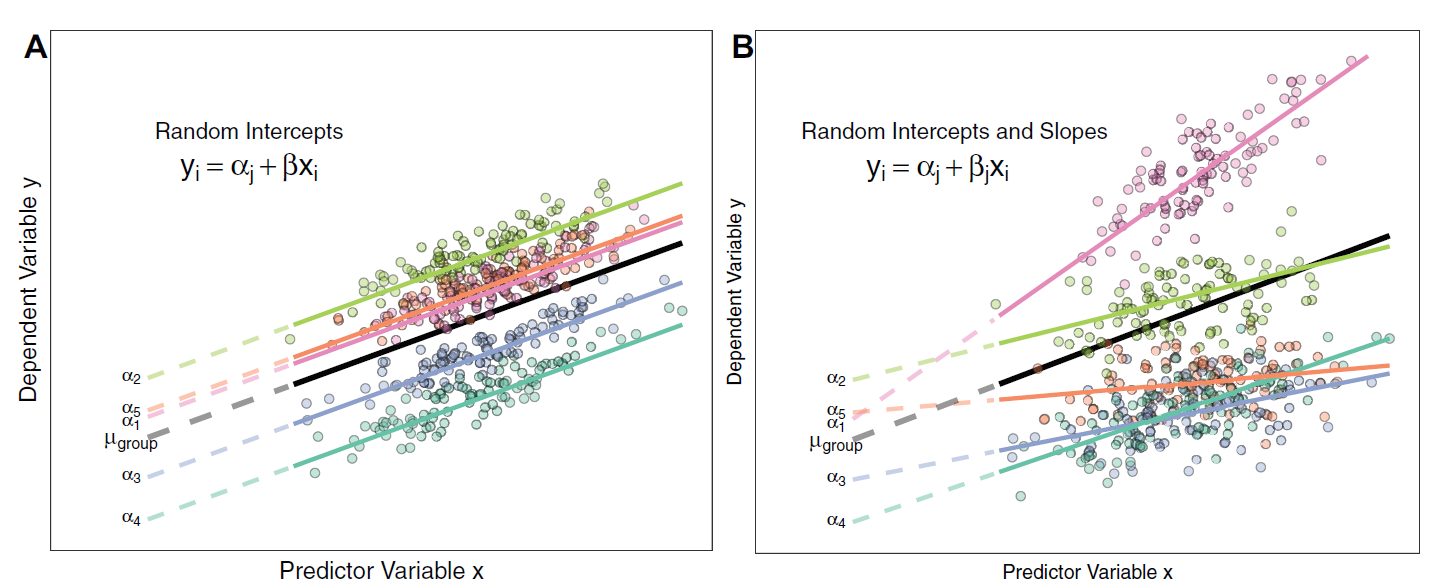 A
Random Intercepts
yᵢ = αⱼ + βxᵢ
Dependent Variable y
α₂
α₅
α₁
μgroup
α₃
α₄
Predictor Variable x
B
Random Intercepts and Slopes
yᵢ = αⱼ + βⱼxᵢ
Dependent Variable y
α₂
α₅
α₁
μgroup
α₃
α₄
Predictor Variable x